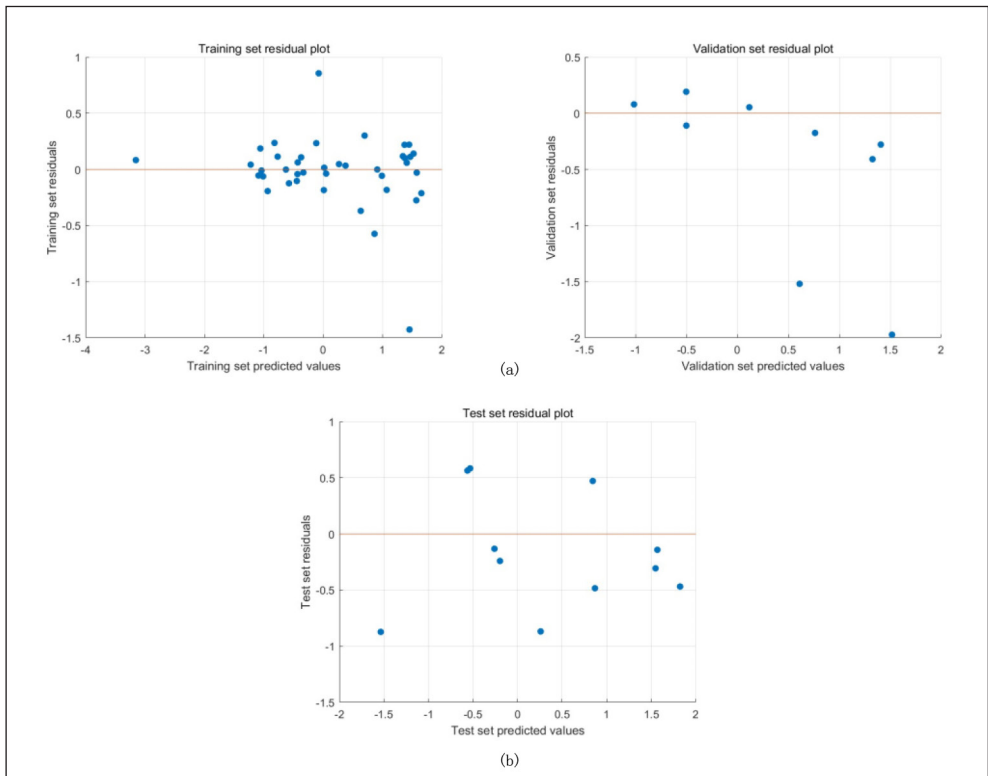 Training set residual plot
1
0.5
0
-0.5
-1
-1.5
Training set residuals
-4 -3 -2 -1 0 1 2
Training set predicted values
Validation set residual plot
0.5
0
-0.5
-1
-1.5
-2
Validation set residuals
-1.5 -1 -0.5 0 0.5 1 1.5 2
Validation set predicted values
(a)
Test set residual plot
1
0.5
0
-0.5
-1
-1.5
Test set residuals
-2 -1.5 -1 -0.5 0 0.5 1 1.5 2
Test set predicted values
(b)